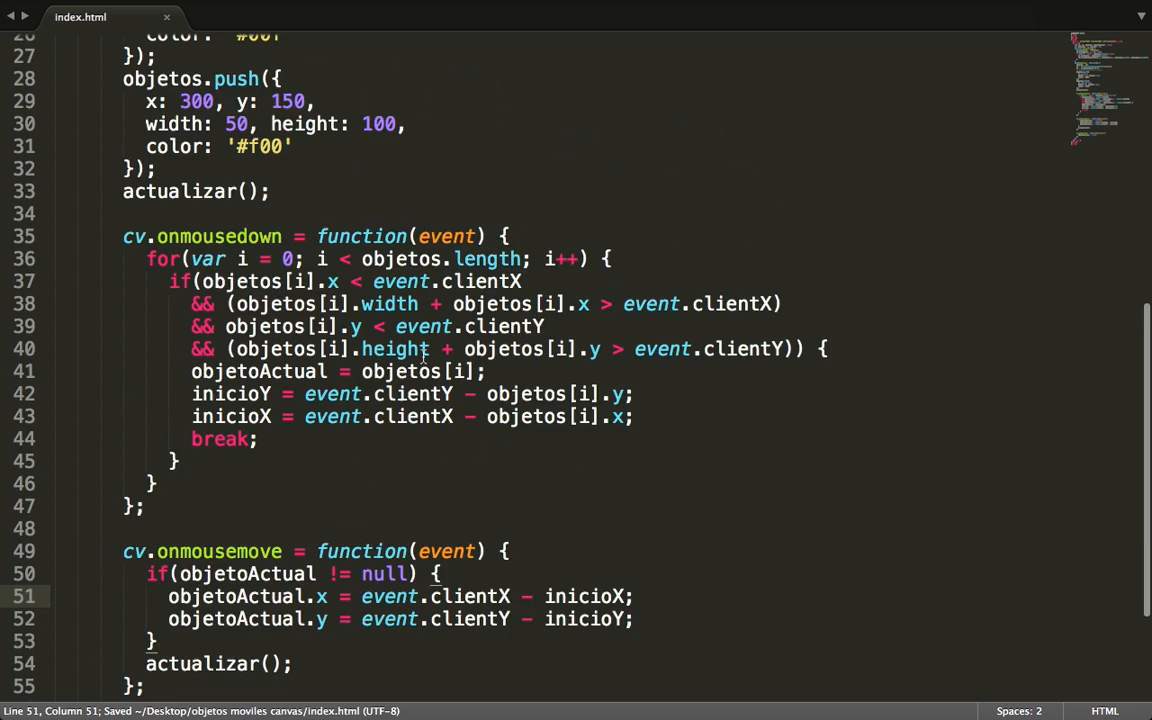 index.html
26 color: '#00f'
27 });
28 objetos.push({
29 x: 300, y: 150,
30 width: 50, height: 100,
31 color: '#f00'
32 });
33 actualizar();
34
35 cv.onmousedown = function(event) {
36 for(var i = 0; i < objetos.length; i++) {
37 if(objetos[i].x < event.clientX
38 && (objetos[i].width + objetos[i].x > event.clientX)
39 && objetos[i].y < event.clientY
40 && (objetos[i].height + objetos[i].y > event.clientY)) {
41 objetoActual = objetos[i];
42 inicioY = event.clientY - objetos[i].y;
43 inicioX = event.clientX - objetos[i].x;
44 break;
45 }
46 }
47 };
48
49 cv.onmousemove = function(event) {
50 if(objetoActual != null) {
51 objetoActual.x = event.clientX - inicioX;
52 objetoActual.y = event.clientY - inicioY;
53 }
54 actualizar();
55 };
Line 51, Column 51; Saved ~/Desktop/objetos moviles canvas/index.html (UTF-8) Spaces: 2 HTML